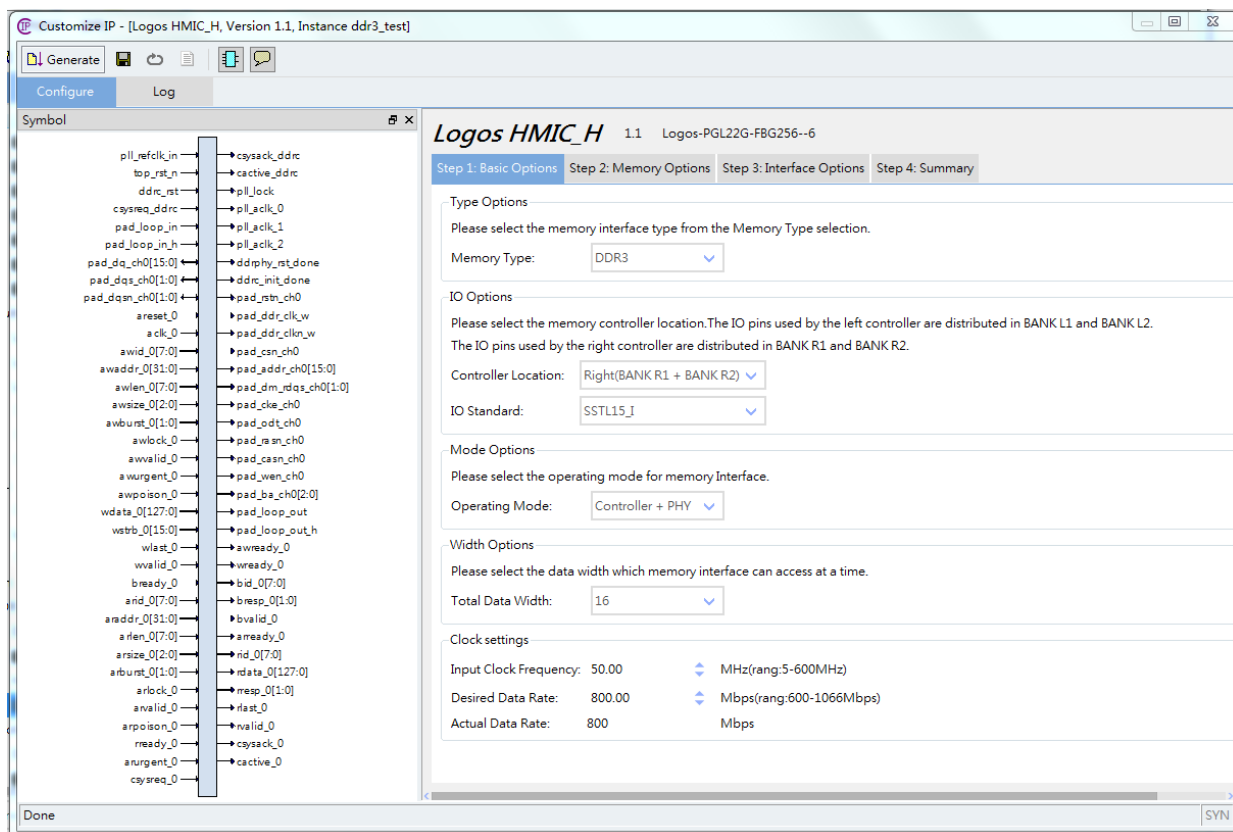 Customize IP - [Logos HMIC_H, Version 1.1, Instance ddr3_test]
Generate
Configure Log
Symbol
pll_refclk_in csysack_ddrc
top_rst_n cactive_ddrc
ddrc_rst pll_lock
csysreq_ddrc pll_aclk_0
pad_loop_in pll_aclk_1
pad_loop_in_h pll_aclk_2
pad_dq_ch0[15:0] ddrphy_rst_done
pad_dqs_ch0[1:0] ddrc_init_done
pad_dqsn_ch0[1:0] pad_rstn_ch0
areset_0 pad_ddr_clk_w
aclk_0 pad_ddr_clkn_w
awid_0[7:0] pad_csn_ch0
awaddr_0[31:0] pad_addr_ch0[15:0]
awlen_0[7:0] pad_dm_rdqs_ch0[1:0]
awsize_0[2:0] pad_cke_ch0
awburst_0[1:0] pad_odt_ch0
awlock_0 pad_rasn_ch0
awvalid_0 pad_casn_ch0
awurgent_0 pad_wen_ch0
awpoison_0 pad_ba_ch0[2:0]
wdata_0[127:0] pad_loop_out
wstrb_0[15:0] pad_loop_out_h
wlast_0 awready_0
wvalid_0 wready_0
bready_0 bid_0[7:0]
arid_0[7:0] bresp_0[1:0]
araddr_0[31:0] bvalid_0
arlen_0[7:0] arready_0
arsize_0[2:0] rid_0[7:0]
arburst_0[1:0] rdata_0[127:0]
arlock_0 rresp_0[1:0]
arvalid_0 rlast_0
arpoison_0 rvalid_0
rready_0 csysack_0
arurgent_0 cactive_0
csysreq_0
Logos HMIC_H 1.1 Logos-PGL22G-FBG256--6
Step 1: Basic Options Step 2: Memory Options Step 3: Interface Options Step 4: Summary
Type Options
Please select the memory interface type from the Memory Type selection.
Memory Type: DDR3
IO Options
Please select the memory controller location.The IO pins used by the left controller are distributed in BANK L1 and BANK L2.
The IO pins used by the right controller are distributed in BANK R1 and BANK R2.
Controller Location: Right(BANK R1 + BANK R2)
IO Standard: SSTL15_I
Mode Options
Please select the operating mode for memory Interface.
Operating Mode: Controller + PHY
Width Options
Please select the data width which memory interface can access at a time.
Total Data Width: 16
Clock settings
Input Clock Frequency: 50.00 MHz(rang:5-600MHz)
Desired Data Rate: 800.00 Mbps(rang:600-1066Mbps)
Actual Data Rate: 800 Mbps
Done SYN